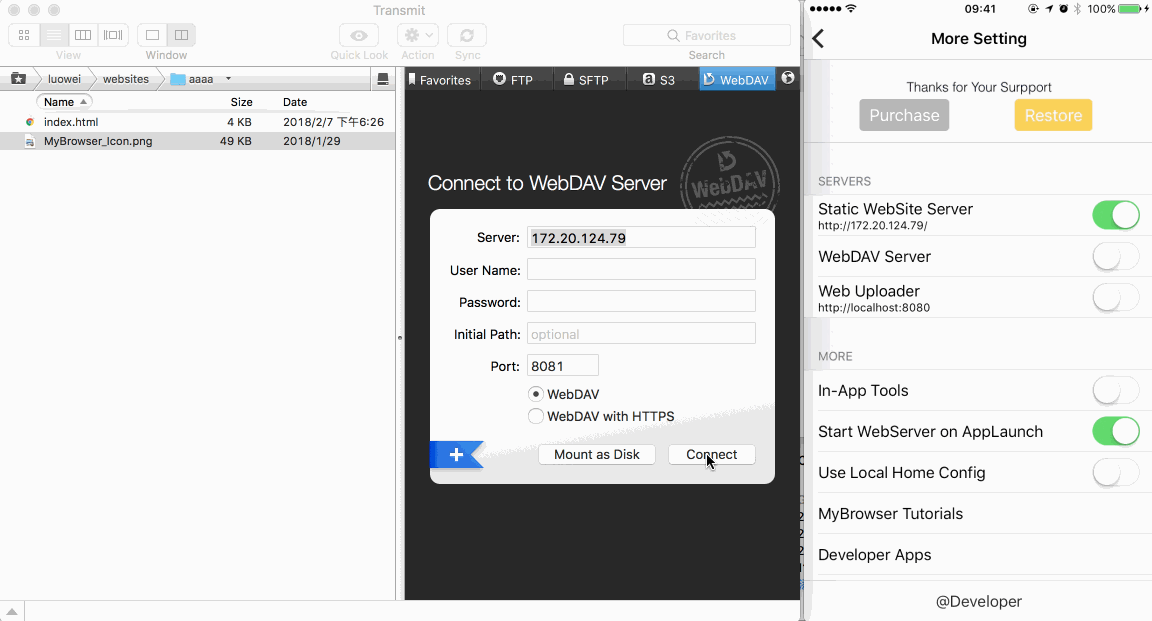 Transmit
View
Window
Quick Look
Action
Sync
Favorites
Search
luowei
websites
aaaa
Name
Size
Date
index.html
4 KB
2018/2/7 下午6:26
MyBrowser_Icon.png
49 KB
2018/1/29
Favorites
FTP
SFTP
S3
WebDAV
WebDAV
Connect to WebDAV Server
Server: 172.20.124.79
User Name:
Password:
Initial Path: optional
Port: 8081
WebDAV
WebDAV with HTTPS
Mount as Disk
Connect
09:41
100%
More Setting
Thanks for Your Surpport
Purchase
Restore
SERVERS
Static WebSite Server
http://172.20.124.79/
WebDAV Server
Web Uploader
http://localhost:8080
MORE
In-App Tools
Start WebServer on AppLaunch
Use Local Home Config
MyBrowser Tutorials
Developer Apps
@Developer